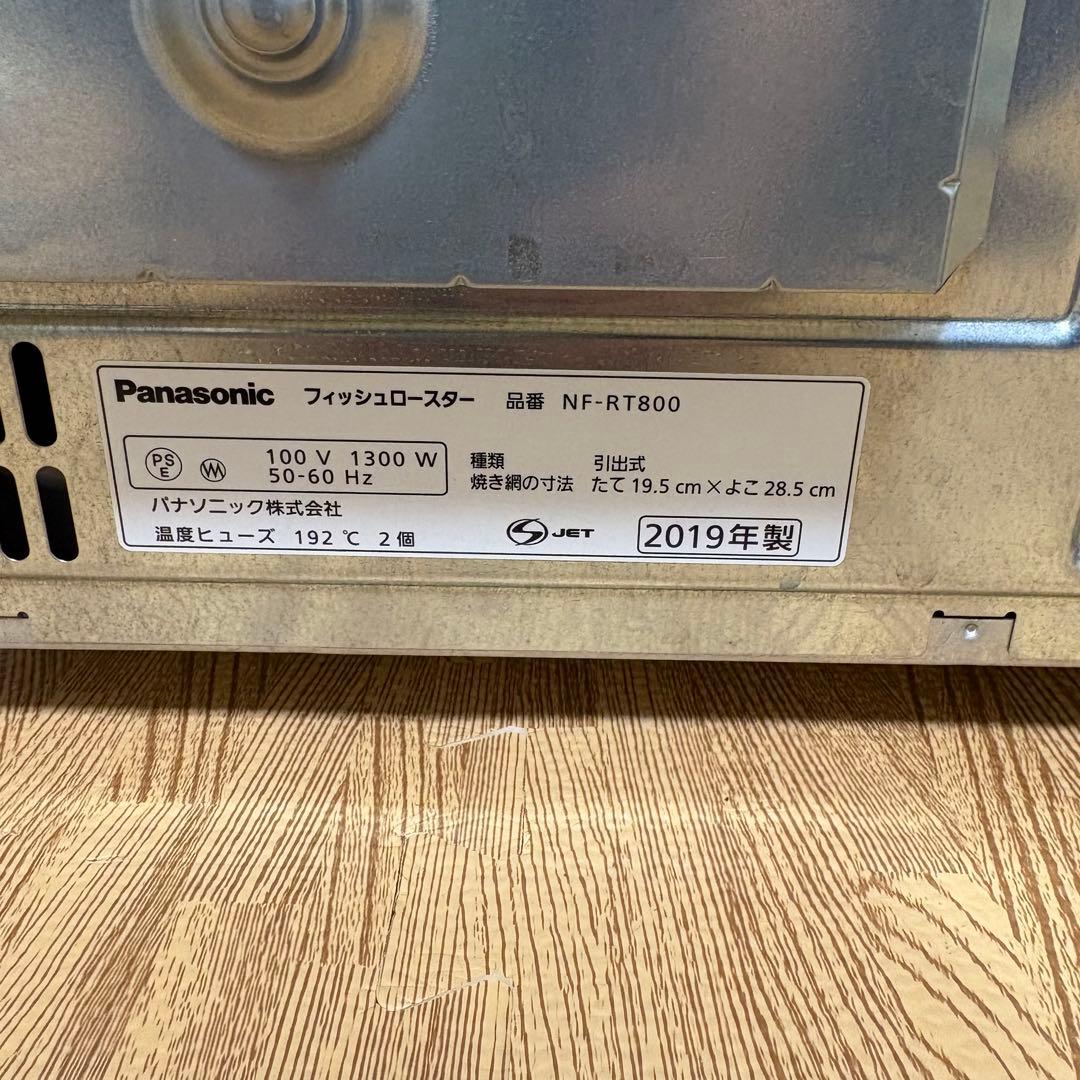 Panasonic フィッシュロースター 品番 NF-RT800
PSE 100 V 1300 W
50-60 Hz
種類 引出式
焼き網の寸法 たて 19.5 cm×よこ 28.5 cm
パナソニック株式会社
温度ヒューズ 192 ℃ 2 個
S JET 2019年製